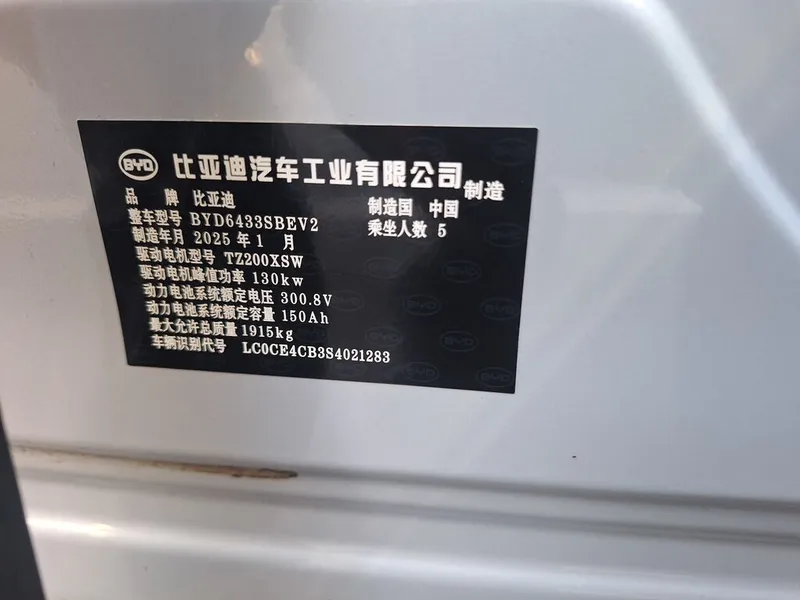 BYD 比亚迪汽车工业有限公司 制造
品 牌 比亚迪 制造国 中国
整车型号 BYD6433SBEV2 乘坐人数 5
制造年月 2025 年 1 月
驱动电机型号 TZ200XSW
驱动电机峰值功率 130kw
动力电池系统额定电压 300.8V
动力电池系统额定容量 150Ah
最大允许总质量 1915kg
车辆识别代号 LC0CE4CB3S4021283